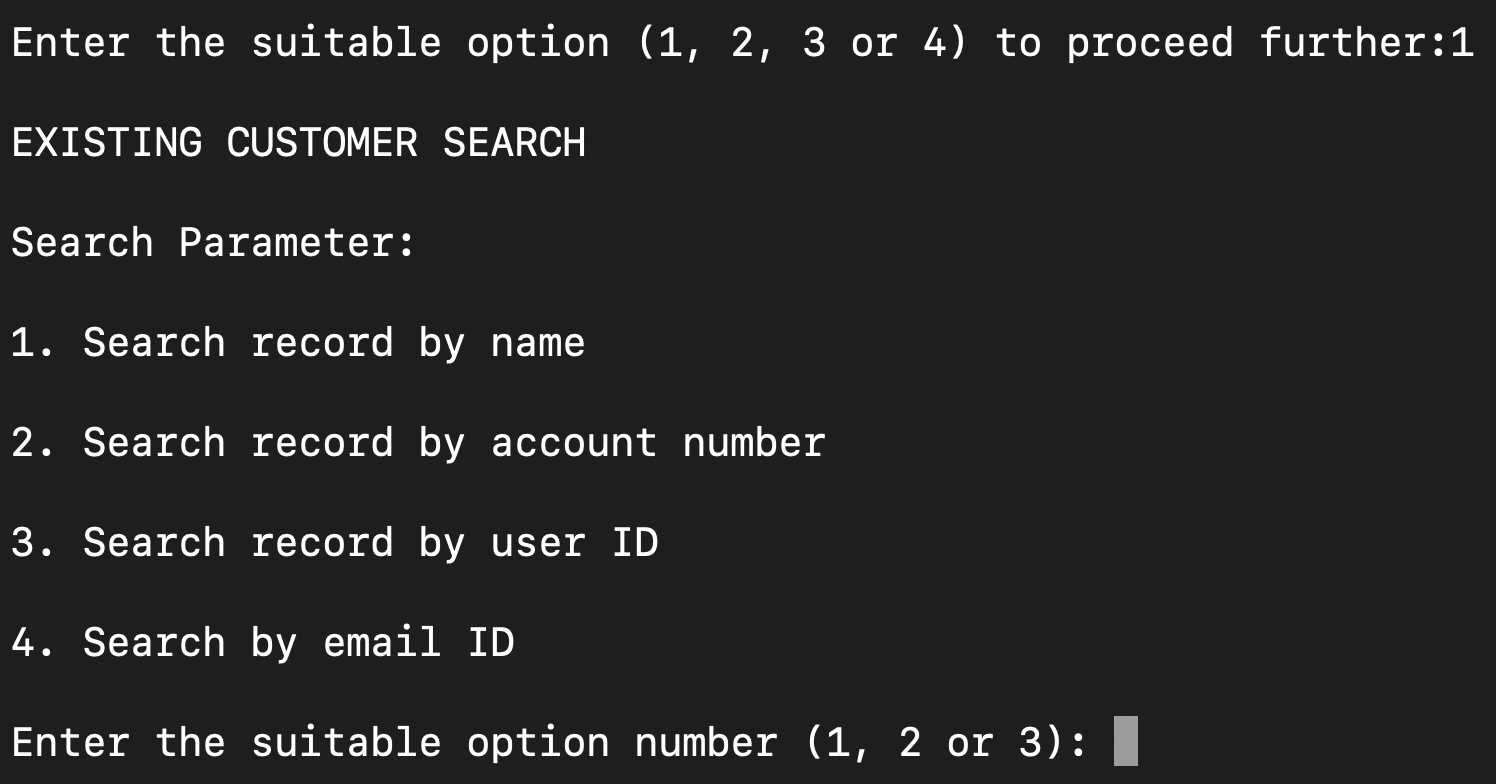 Enter the suitable option (1, 2, 3 or 4) to proceed further:1
EXISTING CUSTOMER SEARCH
Search Parameter:
1. Search record by name
2. Search record by account number
3. Search record by user ID
4. Search by email ID
Enter the suitable option number (1, 2 or 3):